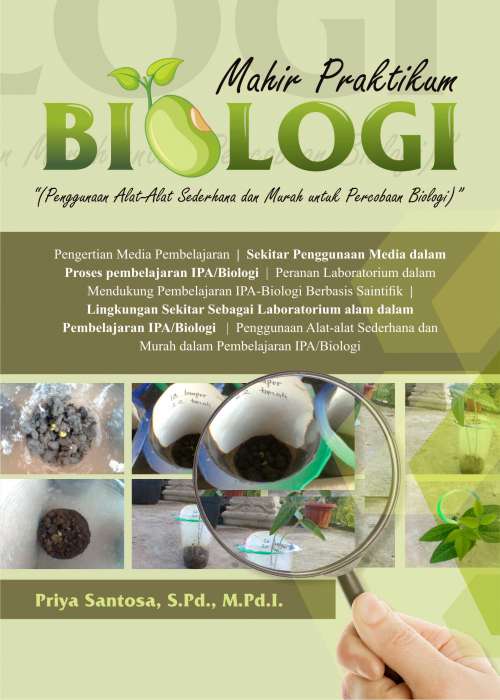 Mahir Praktikum
BIOLOGI
"(Penggunaan Alat-Alat Sederhana dan Murah untuk Percobaan Biologi)"
Pengertian Media Pembelajaran | Sekitar Penggunaan Media dalam
Proses pembelajaran IPA/Biologi | Peranan Laboratorium dalam
Mendukung Pembelajaran IPA-Biologi Berbasis Saintifik |
Lingkungan Sekitar Sebagai Laboratorium alam dalam
Pembelajaran IPA/Biologi | Penggunaan Alat-alat Sederhana dan
Murah dalam Pembelajaran IPA/Biologi
Priya Santosa, S.Pd., M.Pd.I.